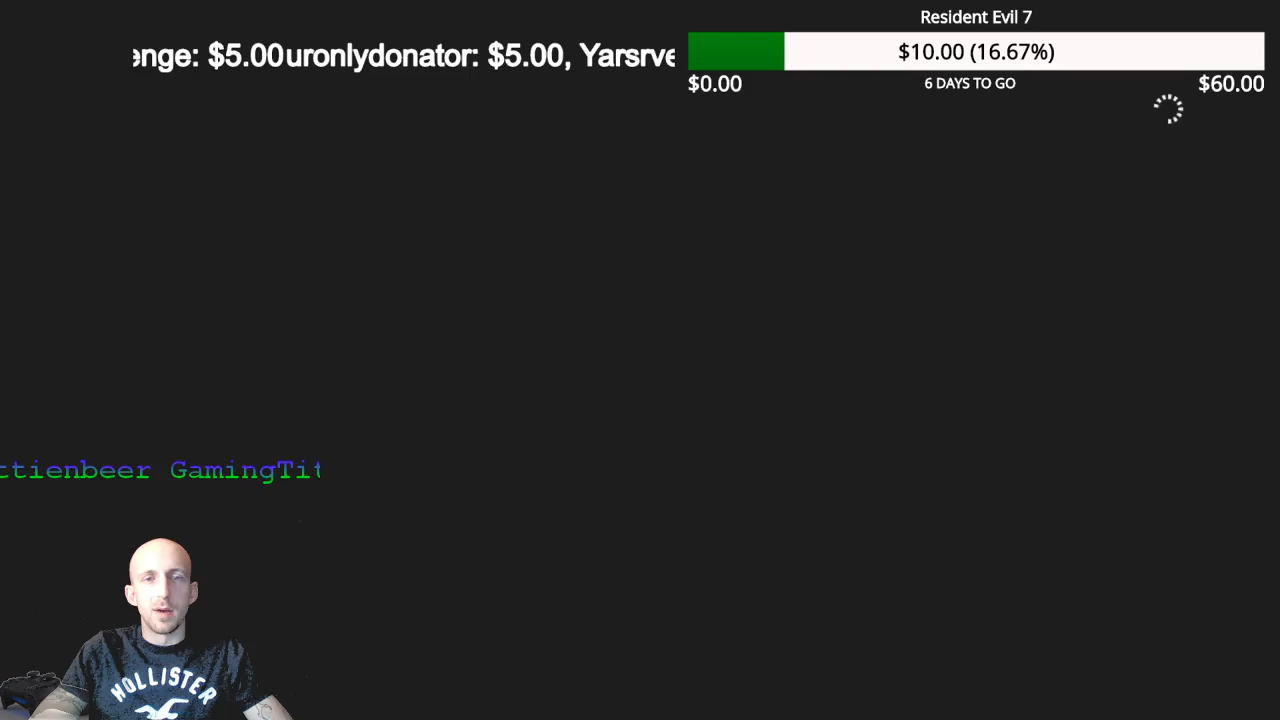 Resident Evil 7
enge: $5.00uronlydonator: $5.00, Yarsrve
$10.00 (16.67%)
$0.00 6 DAYS TO GO $60.00
ttienbeer GamingTit
HOLLISTER